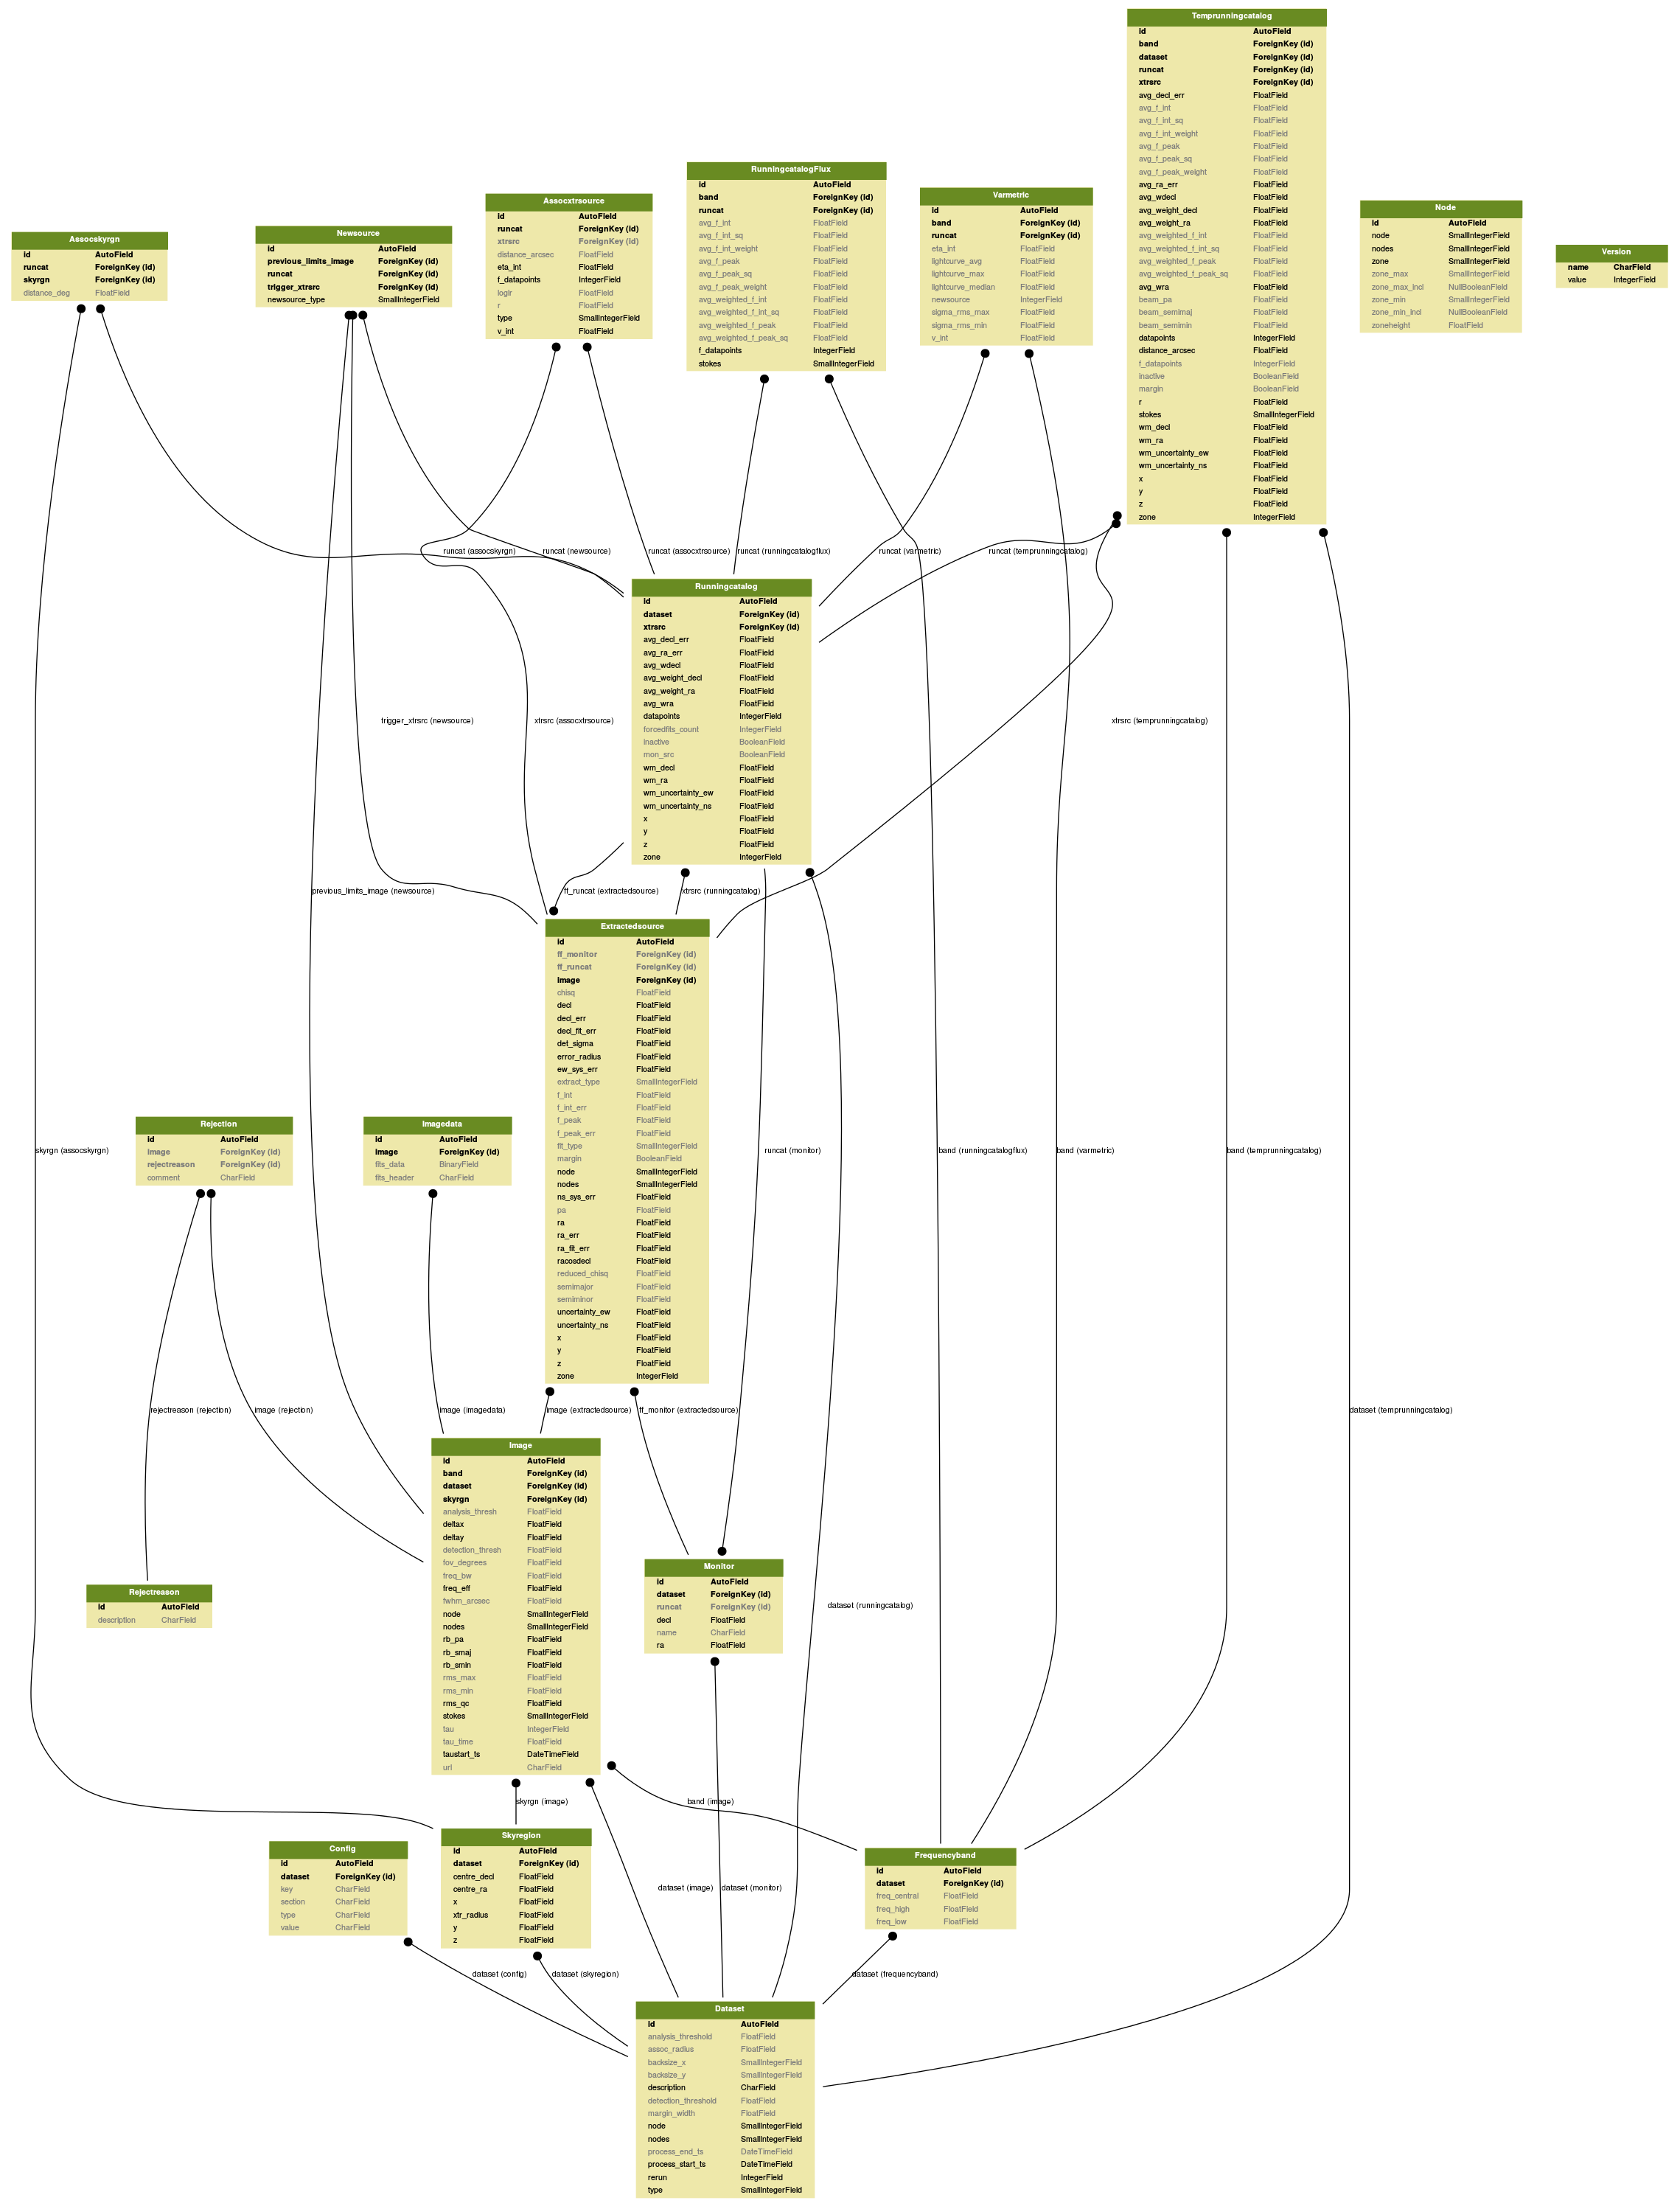 Temprunningcatalog
id AutoField
band ForeignKey (id)
dataset ForeignKey (id)
runcat ForeignKey (id)
xtrsrc ForeignKey (id)
avg_decl_err FloatField
avg_f_int FloatField
avg_f_int_sq FloatField
avg_f_int_weight FloatField
avg_f_peak FloatField
avg_f_peak_sq FloatField
avg_f_peak_weight FloatField
avg_ra_err FloatField
avg_wdecl FloatField
avg_weight_decl FloatField
avg_weight_ra FloatField
avg_weighted_f_int FloatField
avg_weighted_f_int_sq FloatField
avg_weighted_f_peak FloatField
avg_weighted_f_peak_sq FloatField
avg_wra FloatField
beam_pa FloatField
beam_semimaj FloatField
beam_semimin FloatField
datapoints IntegerField
distance_arcsec FloatField
f_datapoints IntegerField
inactive BooleanField
margin BooleanField
r FloatField
stokes SmallIntegerField
wm_decl FloatField
wm_ra FloatField
wm_uncertainty_ew FloatField
wm_uncertainty_ns FloatField
x FloatField
y FloatField
z FloatField
zone IntegerField
RunningcatalogFlux
id AutoField
band ForeignKey (id)
runcat ForeignKey (id)
avg_f_int FloatField
avg_f_int_sq FloatField
avg_f_int_weight FloatField
avg_f_peak FloatField
avg_f_peak_sq FloatField
avg_f_peak_weight FloatField
avg_weighted_f_int FloatField
avg_weighted_f_int_sq FloatField
avg_weighted_f_peak FloatField
avg_weighted_f_peak_sq FloatField
f_datapoints IntegerField
stokes SmallIntegerField
Varmetric
id AutoField
band ForeignKey (id)
runcat ForeignKey (id)
eta_int FloatField
lightcurve_avg FloatField
lightcurve_max FloatField
lightcurve_median FloatField
newsource IntegerField
sigma_rms_max FloatField
sigma_rms_min FloatField
v_int FloatField
Assocxtrsource
id AutoField
runcat ForeignKey (id)
xtrsrc ForeignKey (id)
distance_arcsec FloatField
eta_int FloatField
f_datapoints IntegerField
loglr FloatField
r FloatField
type SmallIntegerField
v_int FloatField
Node
id AutoField
node SmallIntegerField
nodes SmallIntegerField
zone SmallIntegerField
zone_max SmallIntegerField
zone_max_incl NullBooleanField
zone_min SmallIntegerField
zone_min_incl NullBooleanField
zoneheight FloatField
Newsource
id AutoField
previous_limits_image ForeignKey (id)
runcat ForeignKey (id)
trigger_xtrsrc ForeignKey (id)
newsource_type SmallIntegerField
Assocskyrgn
id AutoField
runcat ForeignKey (id)
skyrgn ForeignKey (id)
distance_deg FloatField
Version
name CharField
value IntegerField
runcat (assocskyrgn)
runcat (newsource)
runcat (assocxtrsource)
runcat (runningcatalogflux)
runcat (varmetric)
runcat (temprunningcatalog)
Runningcatalog
id AutoField
dataset ForeignKey (id)
xtrsrc ForeignKey (id)
avg_decl_err FloatField
avg_ra_err FloatField
avg_wdecl FloatField
avg_weight_decl FloatField
avg_weight_ra FloatField
avg_wra FloatField
datapoints IntegerField
forcedfits_count IntegerField
inactive BooleanField
mon_src BooleanField
wm_decl FloatField
wm_ra FloatField
wm_uncertainty_ew FloatField
wm_uncertainty_ns FloatField
x FloatField
y FloatField
z FloatField
zone IntegerField
trigger_xtrsrc (newsource)
xtrsrc (assocxtrsource)
xtrsrc (temprunningcatalog)
previous_limits_image (newsource)
ff_runcat (extractedsource)
xtrsrc (runningcatalog)
Extractedsource
id AutoField
ff_monitor ForeignKey (id)
ff_runcat ForeignKey (id)
image ForeignKey (id)
chisq FloatField
decl FloatField
decl_err FloatField
decl_fit_err FloatField
det_sigma FloatField
error_radius FloatField
ew_sys_err FloatField
extract_type SmallIntegerField
f_int FloatField
f_int_err FloatField
f_peak FloatField
f_peak_err FloatField
fit_type SmallIntegerField
margin BooleanField
node SmallIntegerField
nodes SmallIntegerField
ns_sys_err FloatField
pa FloatField
ra FloatField
ra_err FloatField
ra_fit_err FloatField
racosdecl FloatField
reduced_chisq FloatField
semimajor FloatField
semiminor FloatField
uncertainty_ew FloatField
uncertainty_ns FloatField
x FloatField
y FloatField
z FloatField
zone IntegerField
Rejection
id AutoField
image ForeignKey (id)
rejectreason ForeignKey (id)
comment CharField
Imagedata
id AutoField
image ForeignKey (id)
fits_data BinaryField
fits_header CharField
skyrgn (assocskyrgn)
runcat (monitor)
band (runningcatalogflux)
band (varmetric)
band (temprunningcatalog)
rejectreason (rejection)
image (rejection)
image (imagedata)
image (extractedsource)
ff_monitor (extractedsource)
dataset (temprunningcatalog)
Image
id AutoField
band ForeignKey (id)
dataset ForeignKey (id)
skyrgn ForeignKey (id)
analysis_thresh FloatField
deltax FloatField
deltay FloatField
detection_thresh FloatField
fov_degrees FloatField
freq_bw FloatField
freq_eff FloatField
fwhm_arcsec FloatField
node SmallIntegerField
nodes SmallIntegerField
rb_pa FloatField
rb_smaj FloatField
rb_smin FloatField
rms_max FloatField
rms_min FloatField
rms_qc FloatField
stokes SmallIntegerField
tau IntegerField
tau_time FloatField
taustart_ts DateTimeField
url CharField
Monitor
id AutoField
dataset ForeignKey (id)
runcat ForeignKey (id)
decl FloatField
name CharField
ra FloatField
Rejectreason
id AutoField
description CharField
dataset (runningcatalog)
skyrgn (image)
band (image)
Skyregion
id AutoField
dataset ForeignKey (id)
centre_decl FloatField
centre_ra FloatField
x FloatField
xtr_radius FloatField
y FloatField
z FloatField
Config
id AutoField
dataset ForeignKey (id)
key CharField
section CharField
type CharField
value CharField
Frequencyband
id AutoField
dataset ForeignKey (id)
freq_central FloatField
freq_high FloatField
freq_low FloatField
dataset (image)
dataset (monitor)
dataset (config)
dataset (skyregion)
dataset (frequencyband)
Dataset
id AutoField
analysis_threshold FloatField
assoc_radius FloatField
backsize_x SmallIntegerField
backsize_y SmallIntegerField
description CharField
detection_threshold FloatField
margin_width FloatField
node SmallIntegerField
nodes SmallIntegerField
process_end_ts DateTimeField
process_start_ts DateTimeField
rerun IntegerField
type SmallIntegerField